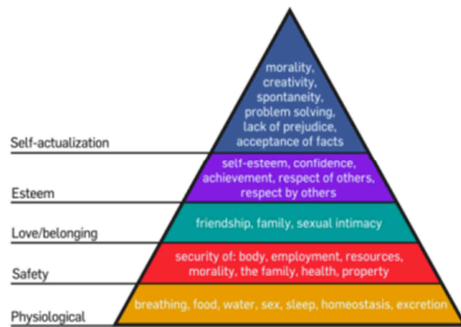 morality,
creativity,
spontaneity,
problem solving,
lack of prejudice,
acceptance of facts
Self-actualization
self-esteem, confidence,
achievement, respect of others,
respect by others
Esteem
friendship, family, sexual intimacy
Love/belonging
security of: body, employment, resources,
morality, the family, health, property
Safety
breathing, food, water, sex, sleep, homeostasis, excretion
Physiological